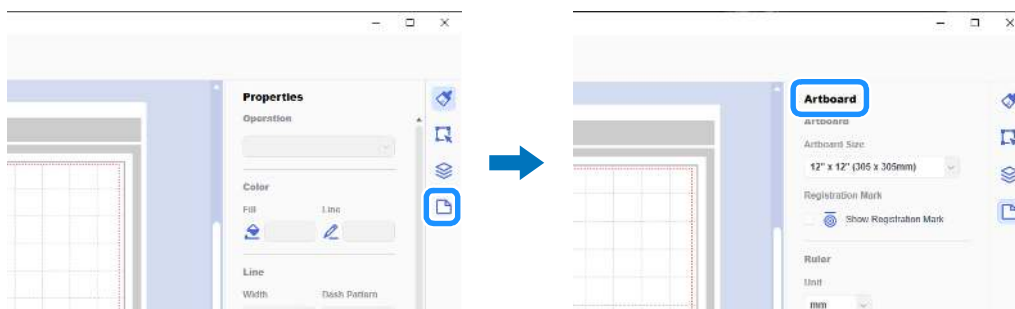 Properties
Operation
Color
Fill Line
Line
Width Dash Pattern
Artboard
Artboard
Artboard Size
12" x 12" (305 x 305mm)
Registration Mark
Show Registration Mark
Ruler
Unit
mm